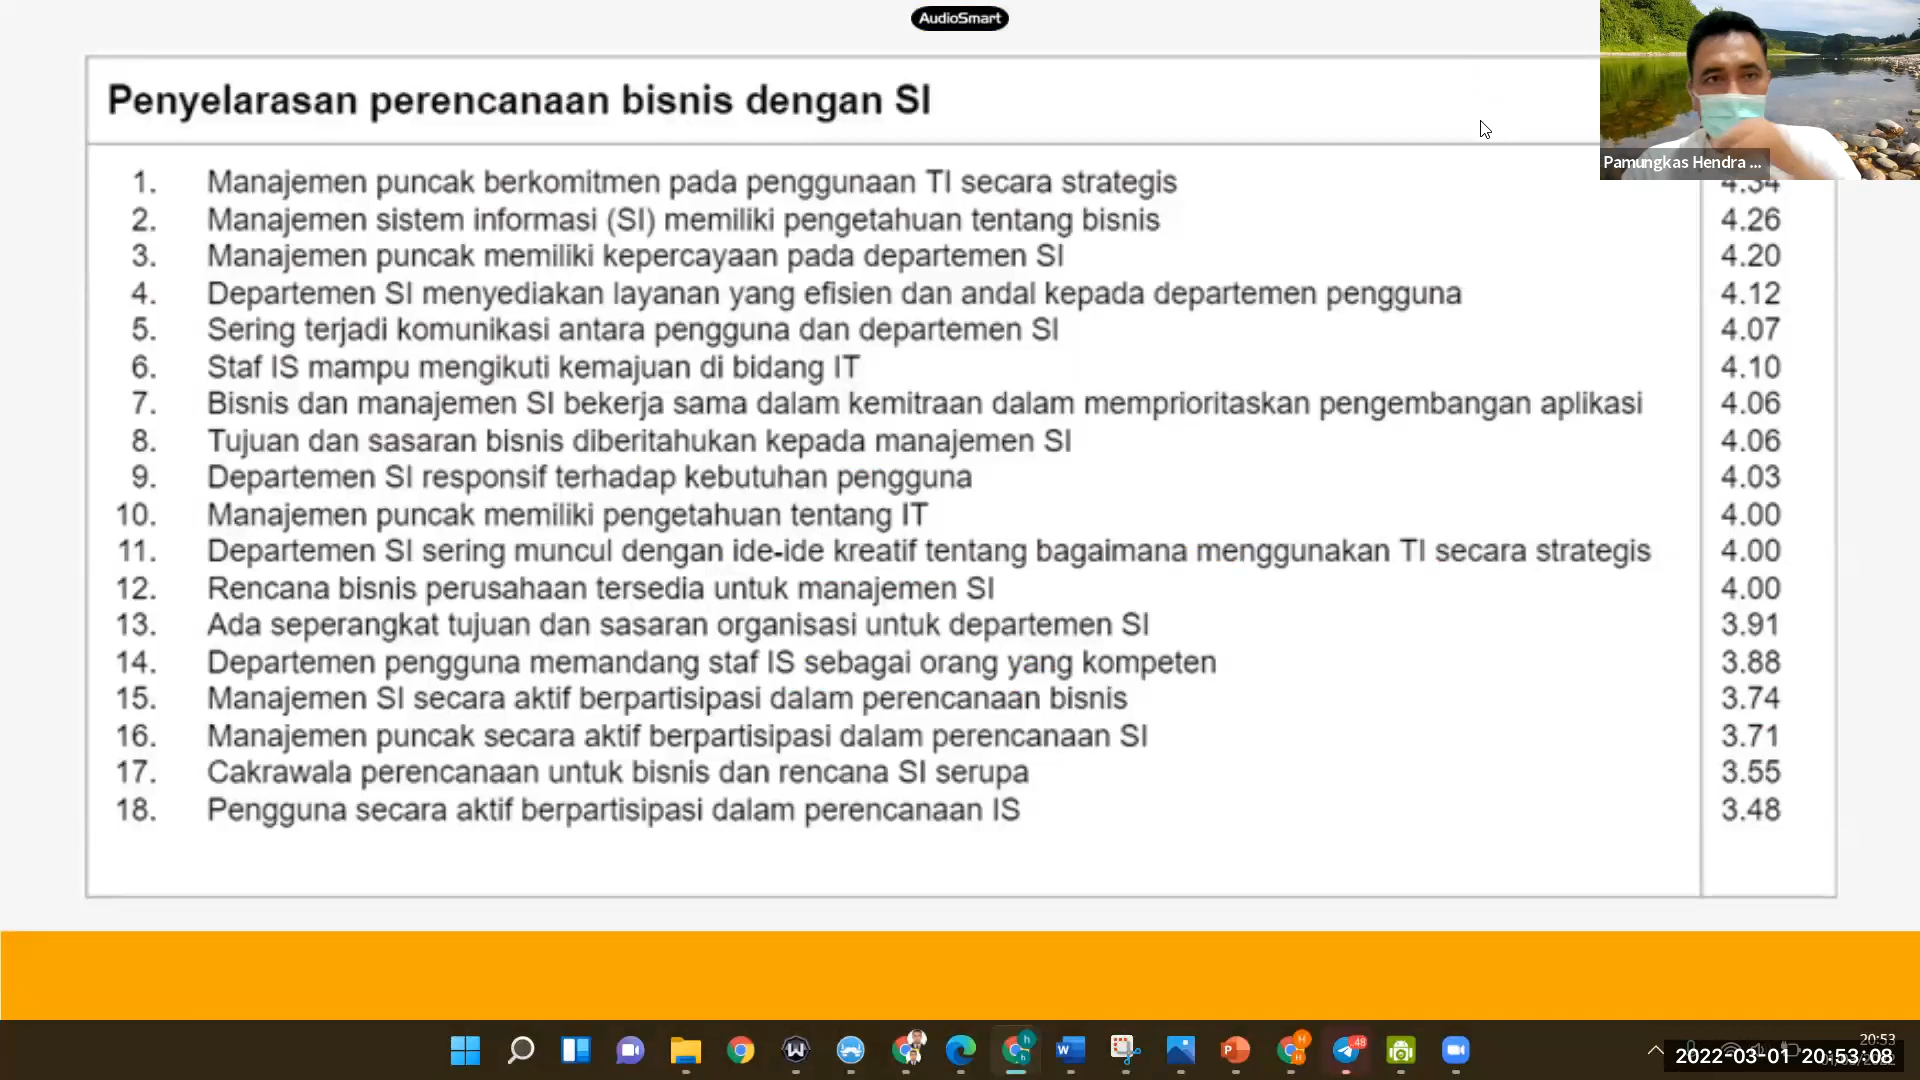 AudioSmart
Penyelarasan perencanaan bisnis dengan SI
Pamungkas Hendra ...
1. Manajemen puncak berkomitmen pada penggunaan TI secara strategis 4.34
2. Manajemen sistem informasi (SI) memiliki pengetahuan tentang bisnis 4.26
3. Manajemen puncak memiliki kepercayaan pada departemen SI 4.20
4. Departemen SI menyediakan layanan yang efisien dan andal kepada departemen pengguna 4.12
5. Sering terjadi komunikasi antara pengguna dan departemen SI 4.07
6. Staf IS mampu mengikuti kemajuan di bidang IT 4.10
7. Bisnis dan manajemen SI bekerja sama dalam kemitraan dalam memprioritaskan pengembangan aplikasi 4.06
8. Tujuan dan sasaran bisnis diberitahukan kepada manajemen SI 4.06
9. Departemen SI responsif terhadap kebutuhan pengguna 4.03
10. Manajemen puncak memiliki pengetahuan tentang IT 4.00
11. Departemen SI sering muncul dengan ide-ide kreatif tentang bagaimana menggunakan TI secara strategis 4.00
12. Rencana bisnis perusahaan tersedia untuk manajemen SI 4.00
13. Ada seperangkat tujuan dan sasaran organisasi untuk departemen SI 3.91
14. Departemen pengguna memandang staf IS sebagai orang yang kompeten 3.88
15. Manajemen SI secara aktif berpartisipasi dalam perencanaan bisnis 3.74
16. Manajemen puncak secara aktif berpartisipasi dalam perencanaan SI 3.71
17. Cakrawala perencanaan untuk bisnis dan rencana SI serupa 3.55
18. Pengguna secara aktif berpartisipasi dalam perencanaan IS 3.48
48
20:53
2022-03-01 20:53:08